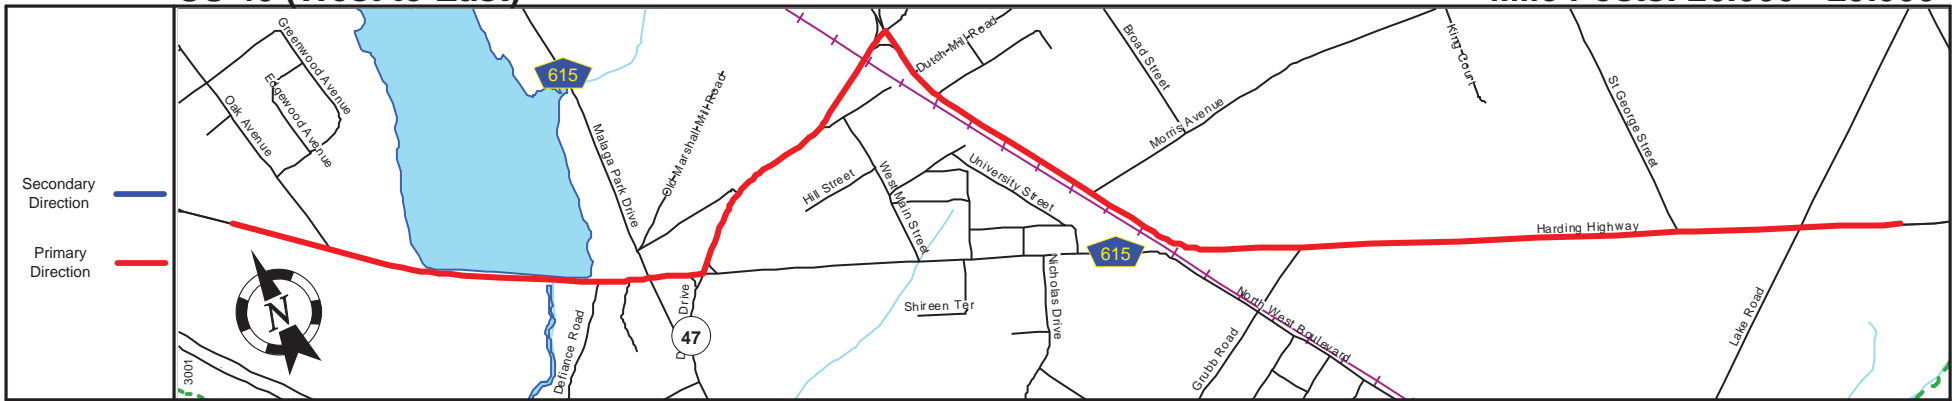 Secondary
Direction
Primary
Direction
Greenwood Avenue
Edgewood Avenue
Oak Avenue
615
Malaga Park Drive
Old Marshall Mill Road
Dutch Mill Road
Broad Street
Morris Avenue
King Court
St George Street
Hill Street
West Main Street
University Street
615
Harding Highway
Shireen Ter
Nicholas Drive
North West Boulevard
Grubb Road
Lake Road
Defiance Road
Drive
47
3001